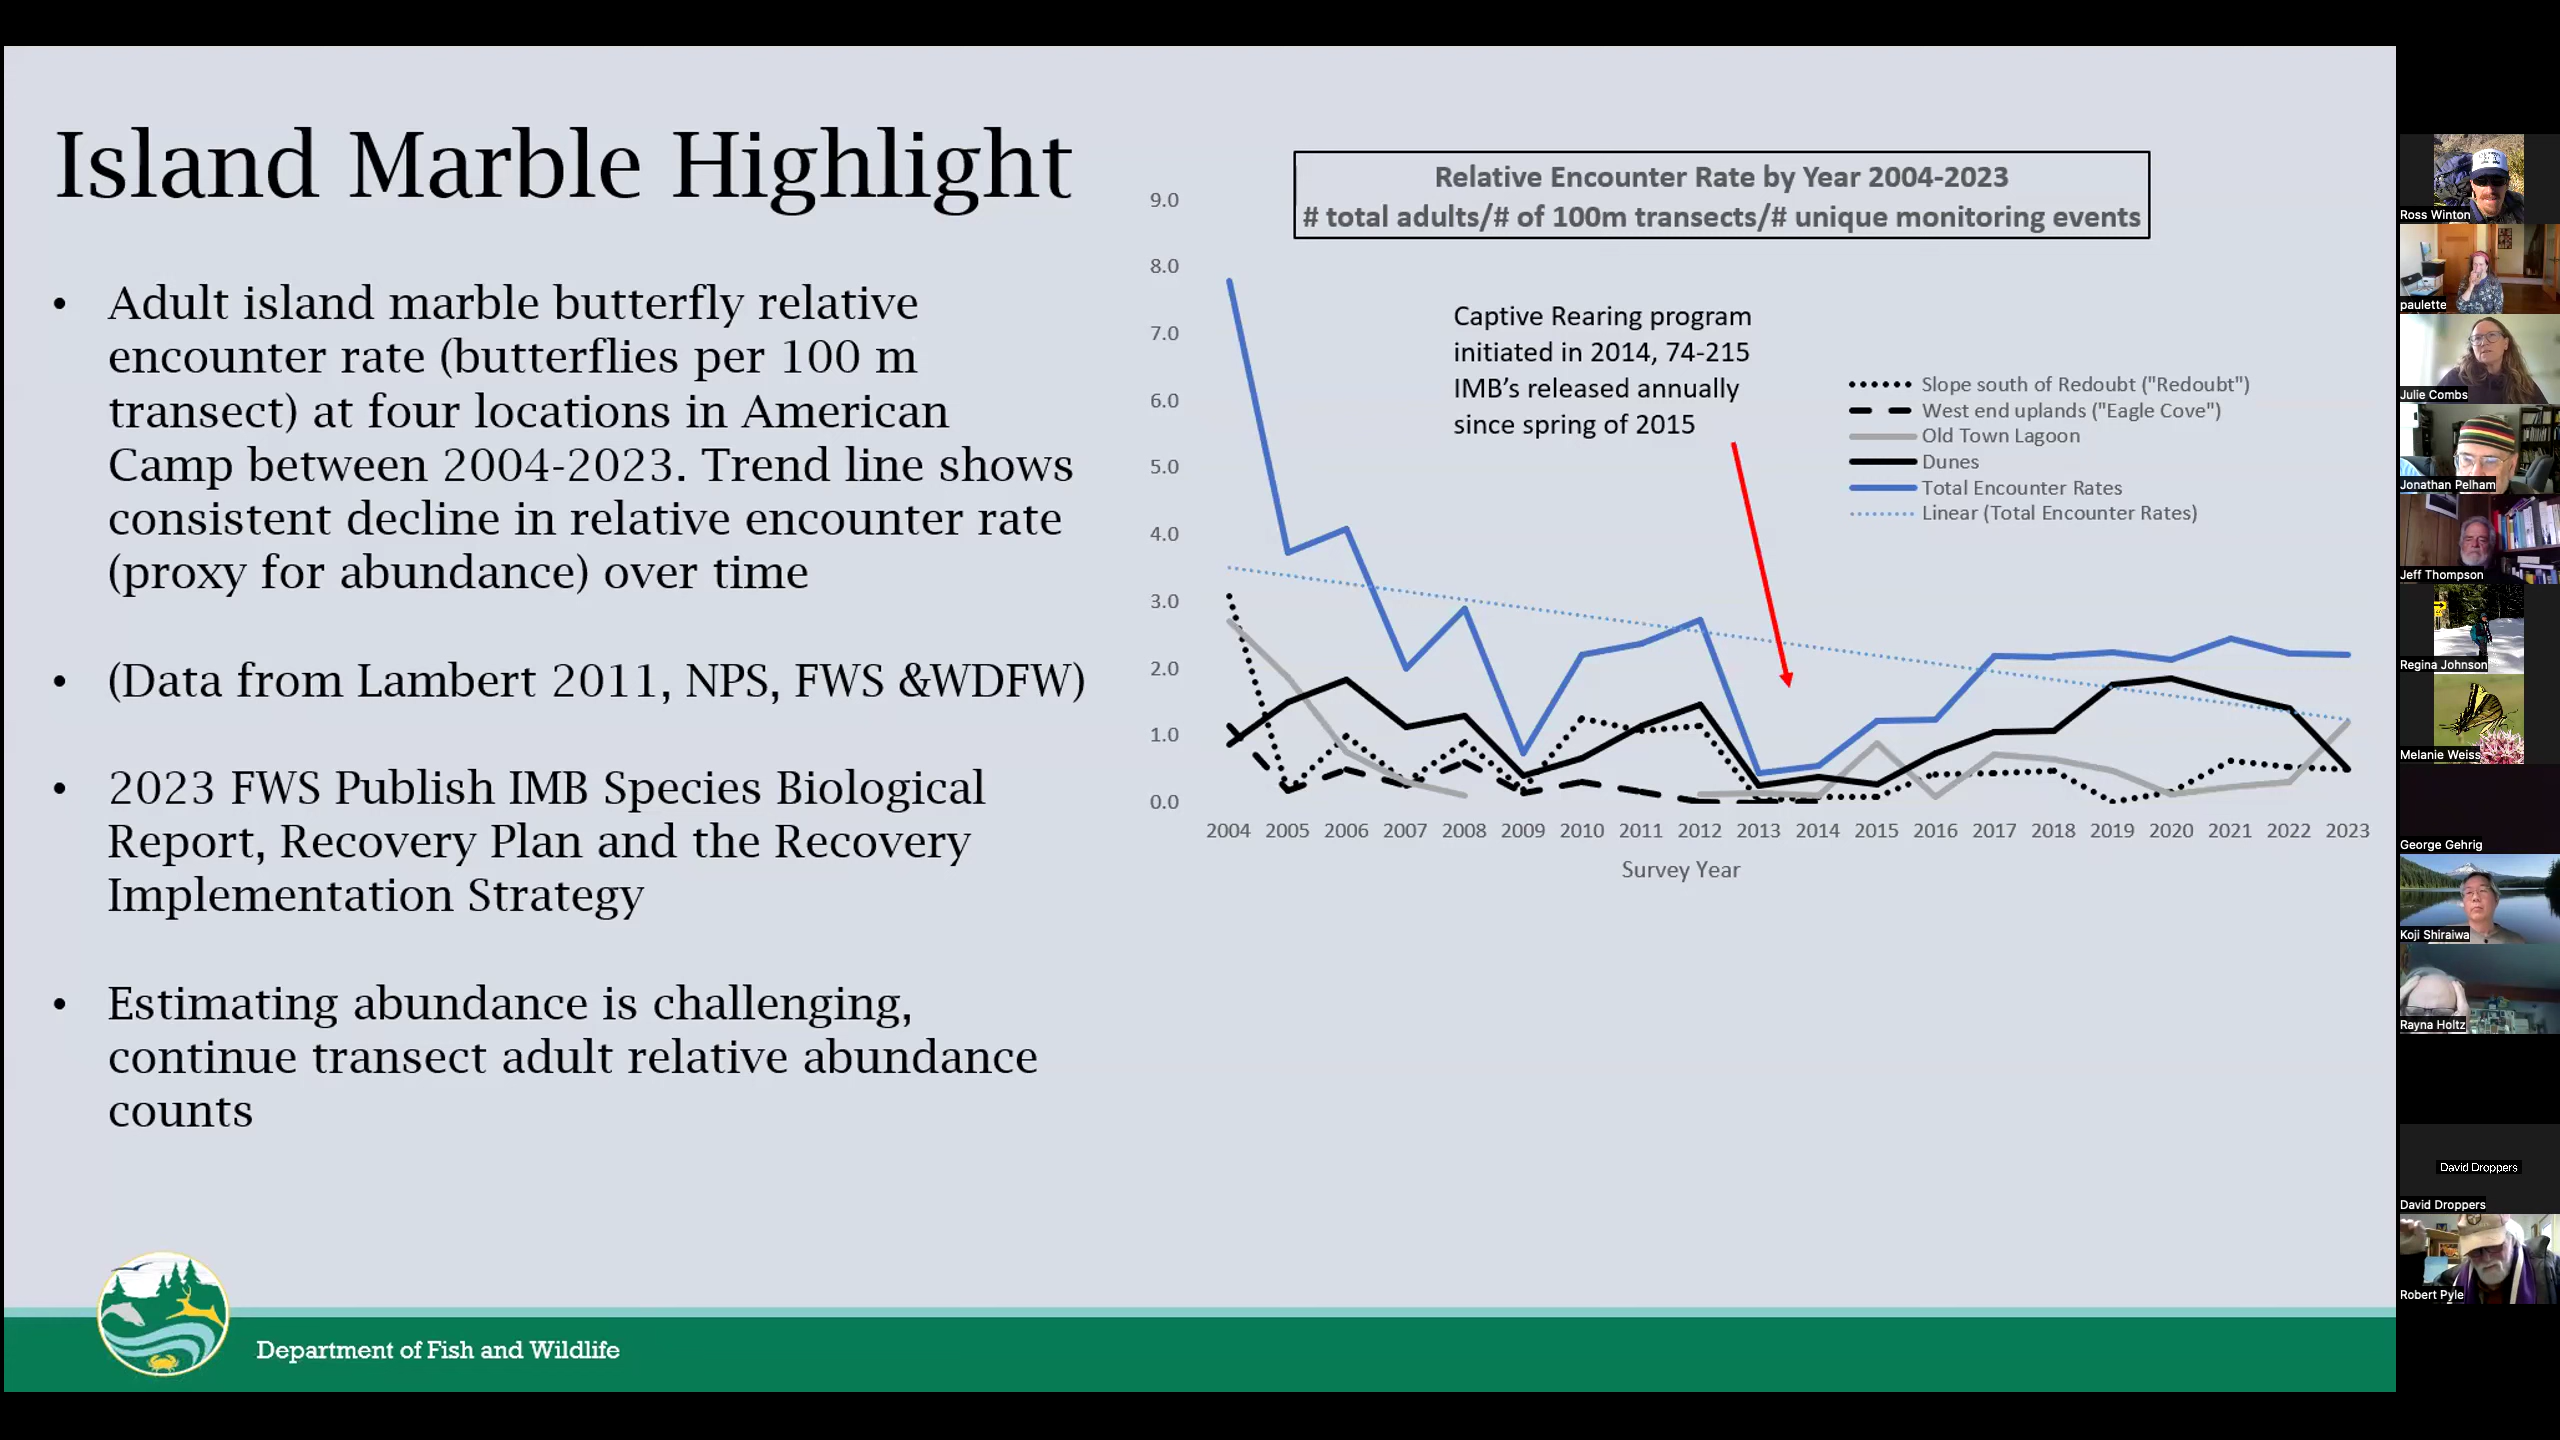 Island Marble Highlight
• Adult island marble butterfly relative
encounter rate (butterflies per 100 m
transect) at four locations in American
Camp between 2004-2023. Trend line shows
consistent decline in relative encounter rate
(proxy for abundance) over time
• (Data from Lambert 2011, NPS, FWS &WDFW)
• 2023 FWS Publish IMB Species Biological
Report, Recovery Plan and the Recovery
Implementation Strategy
• Estimating abundance is challenging,
continue transect adult relative abundance
counts
Relative Encounter Rate by Year 2004-2023
# total adults/# of 100m transects/# unique monitoring events
9.0
8.0
7.0
6.0
5.0
4.0
3.0
2.0
1.0
0.0
Captive Rearing program
initiated in 2014, 74-215
IMB’s released annually
since spring of 2015
Slope south of Redoubt ("Redoubt")
West end uplands ("Eagle Cove")
Old Town Lagoon
Dunes
Total Encounter Rates
Linear (Total Encounter Rates)
2004 2005 2006 2007 2008 2009 2010 2011 2012 2013 2014 2015 2016 2017 2018 2019 2020 2021 2022 2023
Survey Year
Department of Fish and Wildlife
Ross Winton
paulette
Julie Combs
Jonathan Pelham
Jeff Thompson
Regina Johnson
Melanie Weiss
George Gehrig
Koji Shiraiwa
Rayna Holtz
David Droppers
David Droppers
Robert Pyle